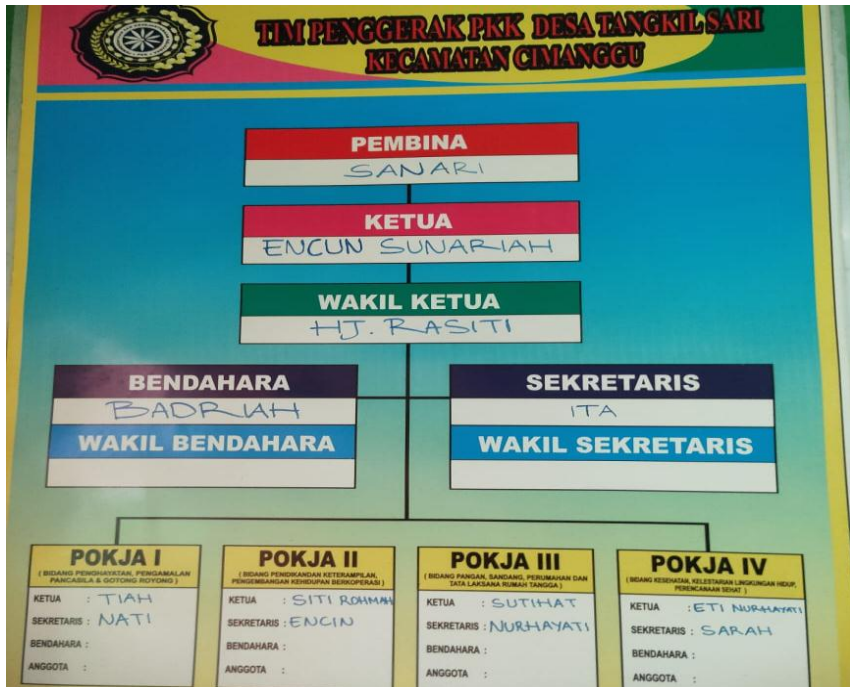 TIM PENGGERAK PKK DESA TANGKIL SARI
KECAMATAN CIMANGGU
PEMBINA
SANARI
KETUA
ENCUN SUNARIAH
WAKIL KETUA
HJ. RASITI
BENDAHARA
BADRIAH
WAKIL BENDAHARA
SEKRETARIS
ITA
WAKIL SEKRETARIS
POKJA I
( BIDANG PENGHAYATAN, PENGAMALAN
PANCASILA & GOTONG ROYONG )
KETUA : TIAH
SEKRETARIS : NATI
BENDAHARA :
ANGGOTA :
POKJA II
( BIDANG PENDIKANDAN KETERAMPILAN,
PENGEMBANGAN KEHIDUPAN BERKOPERASI )
KETUA : SITI ROHMAH
SEKRETARIS : ENCIN
BENDAHARA :
ANGGOTA :
POKJA III
( BIDANG PANGAN, SANDANG, PERUMAHAN DAN
TATA LAKSANA RUMAH TANGGA )
KETUA : SUTIHAT
SEKRETARIS : NURHAYATI
BENDAHARA :
ANGGOTA :
POKJA IV
( BIDANG KESEHATAN, KELESTARIAN LINGKUNGAN HIDUP,
PERENCANAAN SEHAT )
KETUA : ETI NURHAYATI
SEKRETARIS : SARAH
BENDAHARA :
ANGGOTA :